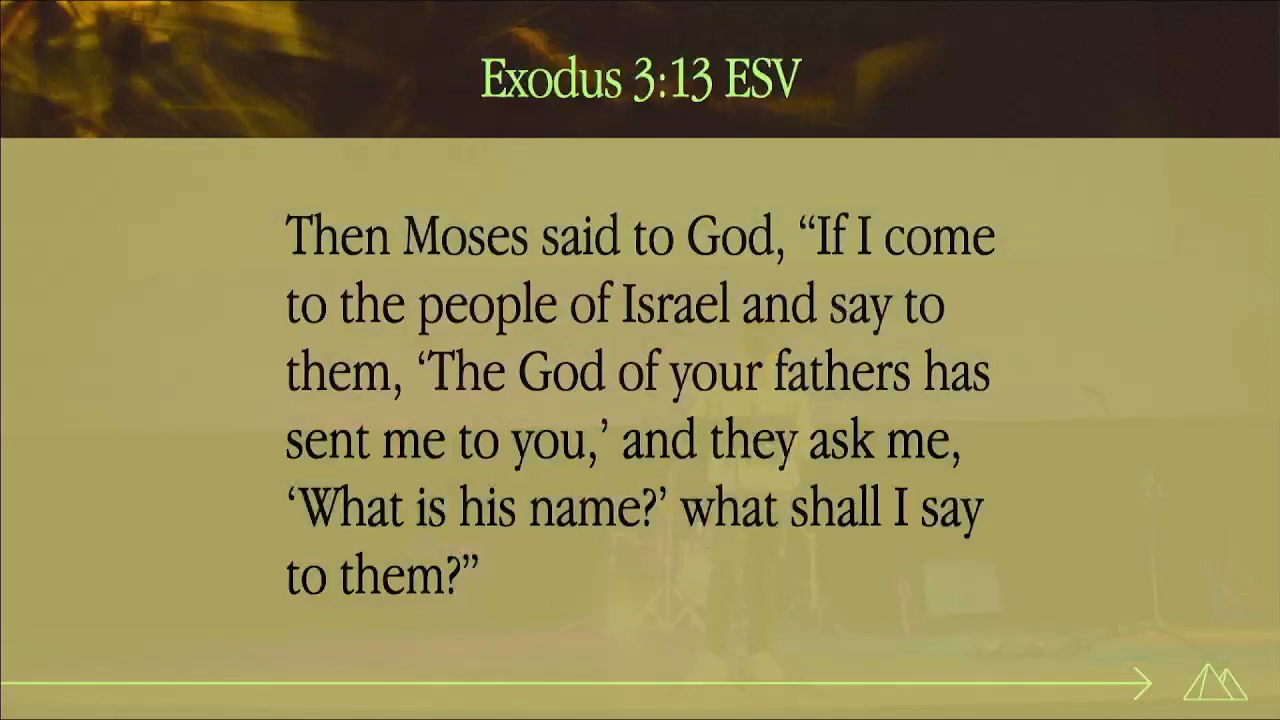 Exodus 3:13 ESV
Then Moses said to God, “If I come
to the people of Israel and say to
them, ‘The God of your fathers has
sent me to you,’ and they ask me,
‘What is his name?’ what shall I say
to them?”